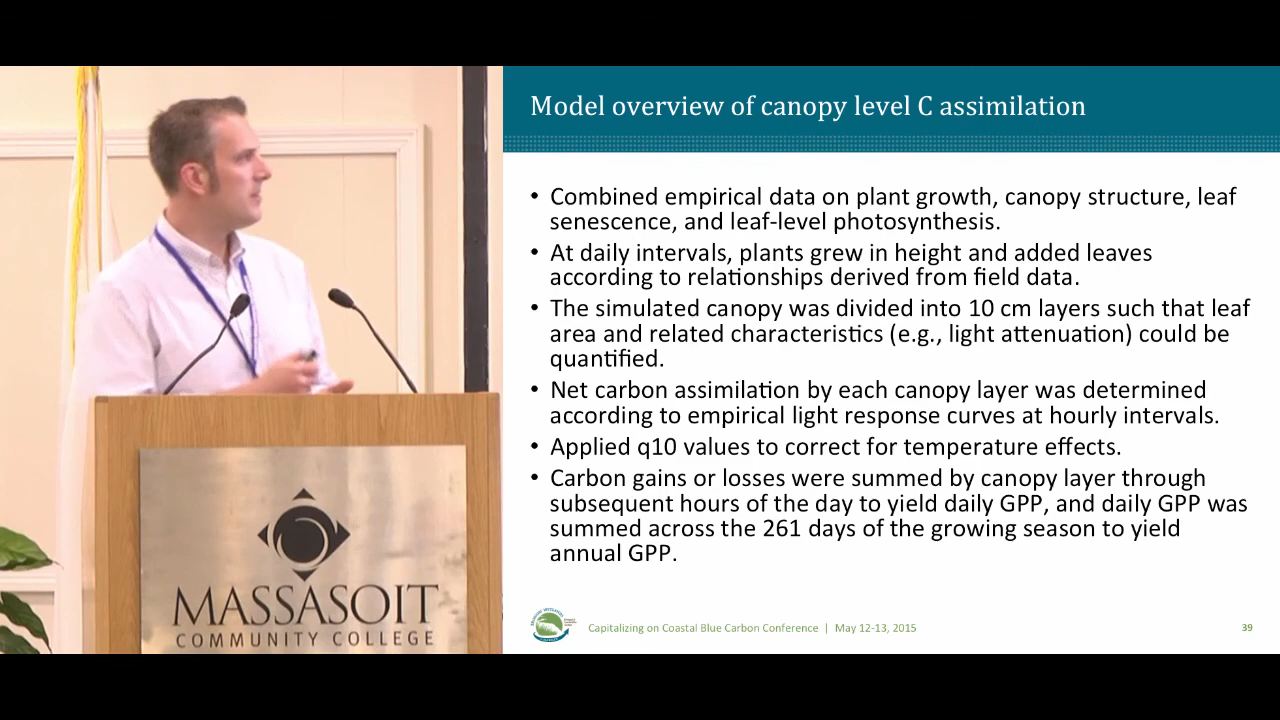 Model overview of canopy level C assimilation
• Combined empirical data on plant growth, canopy structure, leaf
senescence, and leaf-level photosynthesis.
• At daily intervals, plants grew in height and added leaves
according to relationships derived from field data.
• The simulated canopy was divided into 10 cm layers such that leaf
area and related characteristics (e.g., light attenuation) could be
quantified.
• Net carbon assimilation by each canopy layer was determined
according to empirical light response curves at hourly intervals.
• Applied q10 values to correct for temperature effects.
• Carbon gains or losses were summed by canopy layer through
subsequent hours of the day to yield daily GPP, and daily GPP was
summed across the 261 days of the growing season to yield
annual GPP.
Capitalizing on Coastal Blue Carbon Conference | May 12-13, 2015
39
MASSASOIT
COMMUNITY COLLEGE